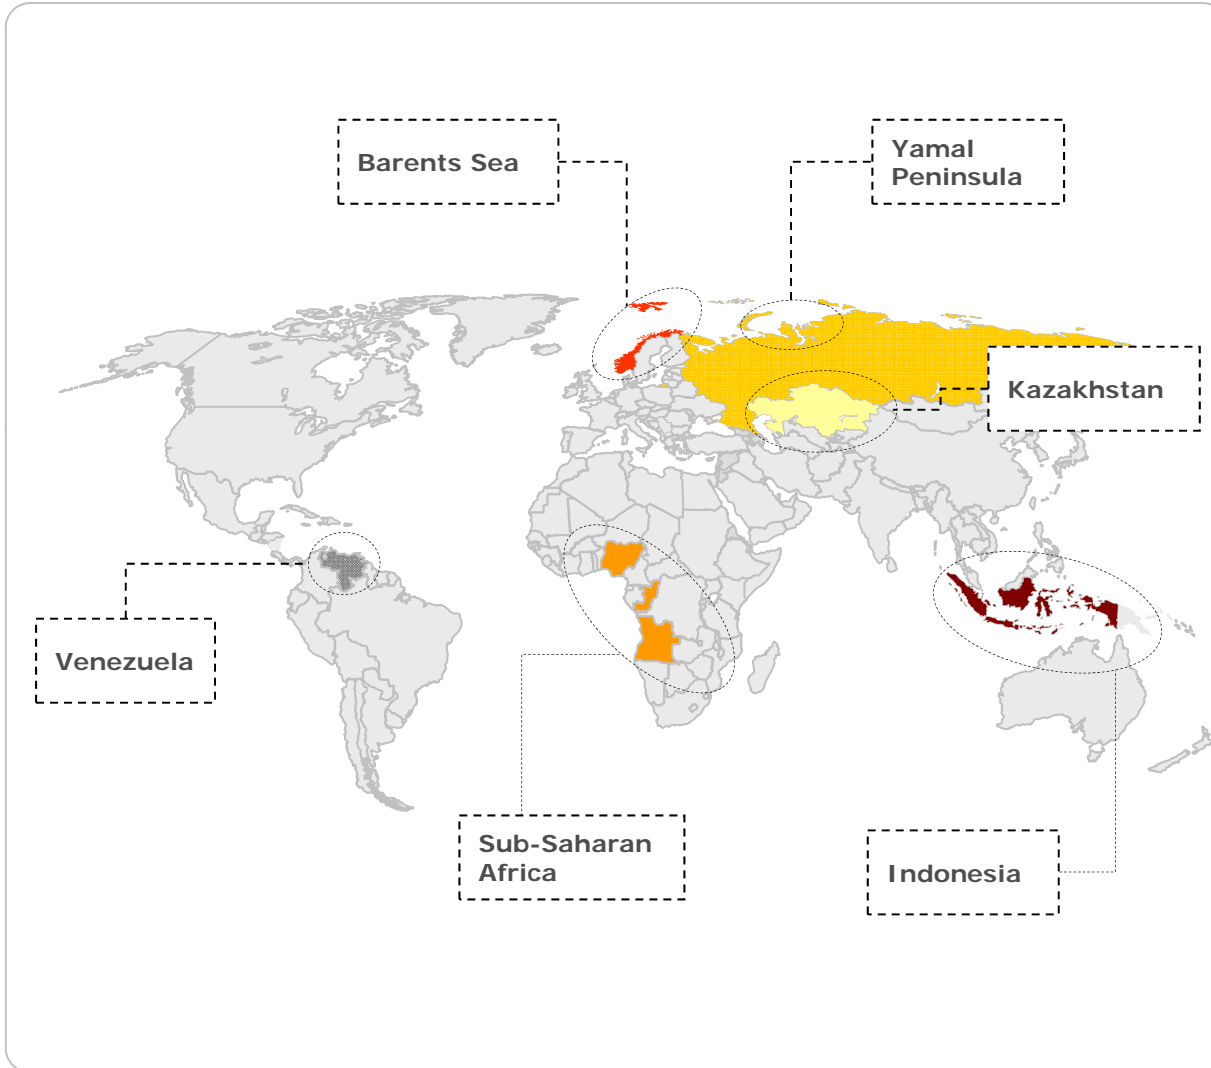 Barents Sea
Yamal
Peninsula
Kazakhstan
Venezuela
Sub-Saharan
Africa
Indonesia